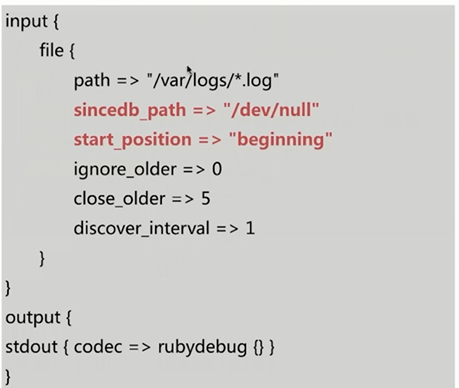 input {
file {
path => "/var/logs/*.log"
sincedb_path => "/dev/null"
start_position => "beginning"
ignore_older => 0
close_older => 5
discover_interval => 1
}
}
output {
stdout { codec => rubydebug {} }
}